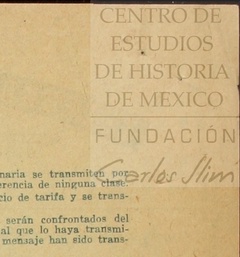 CENTRO DE
ESTUDIOS
DE HISTORIA
DE MEXICO
FUNDACIÓN
Carlos Slim
naria se transmiten por
erencia de ninguna clase.
cio de tarifa y se trans-
serán confrontados del
al que lo haya transmi-
mensaje han sido trans-